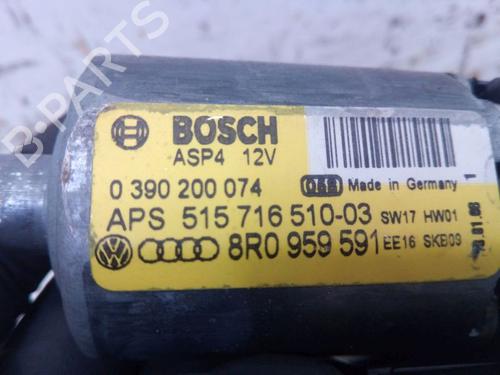 B-PARTS
BOSCH
ASP4 12V
0 390 200 074
Made in Germany
APS 515 716 510-03 SW17 HW01
8R0 959 591 EE16 SKB09